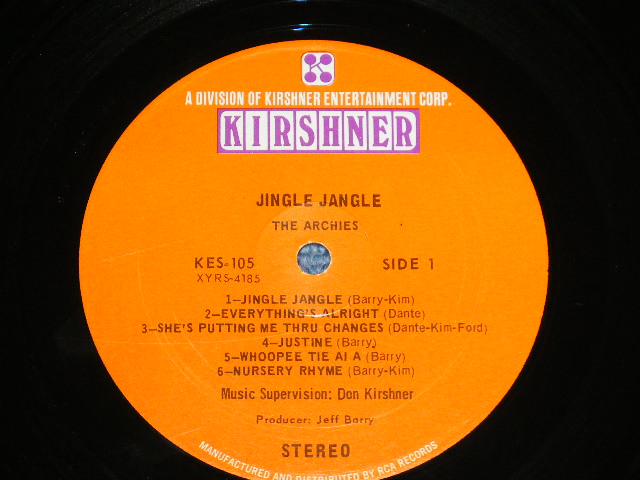 K
A DIVISION OF KIRSHNER ENTERTAINMENT CORP.
KIRSHNER
JINGLE JANGLE
THE ARCHIES
KES-105
XYRS-4185
SIDE 1
1—JINGLE JANGLE (Barry-Kim)
2—EVERYTHING'S ALRIGHT (Dante)
3—SHE'S PUTTING ME THRU CHANGES (Dante-Kim-Ford)
4—JUSTINE (Barry)
5—WHOOPEE TIE AI A (Barry)
6—NURSERY RHYME (Barry-Kim)
Music Supervision: Don Kirshner
Producer: Jeff Barry
STEREO
MANUFACTURED AND DISTRIBUTED BY RCA RECORDS